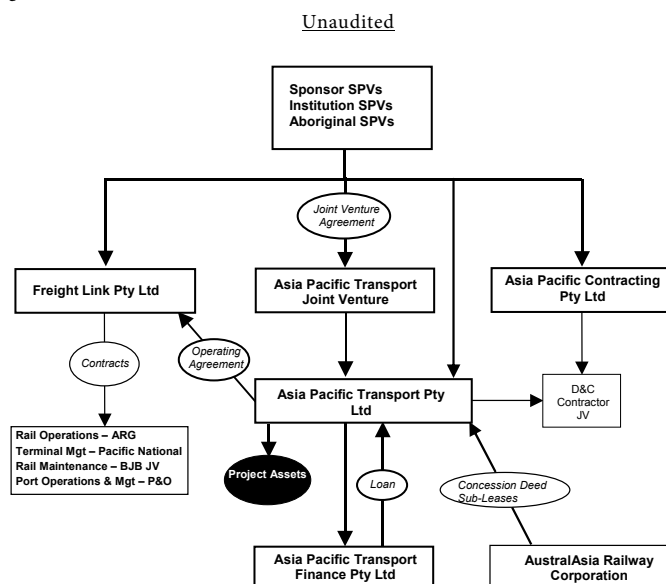 Unaudited
Sponsor SPVs
Institution SPVs
Aboriginal SPVs
Joint Venture
Agreement
Freight Link Pty Ltd
Asia Pacific Transport
Joint Venture
Asia Pacific Contracting
Pty Ltd
Contracts
Operating
Agreement
Asia Pacific Transport Pty
Ltd
D&C
Contractor
JV
Rail Operations – ARG
Terminal Mgt – Pacific National
Rail Maintenance – BJB JV
Port Operations & Mgt – P&O
Project Assets
Loan
Concession Deed
Sub-Leases
Asia Pacific Transport
Finance Pty Ltd
AustralAsia Railway
Corporation